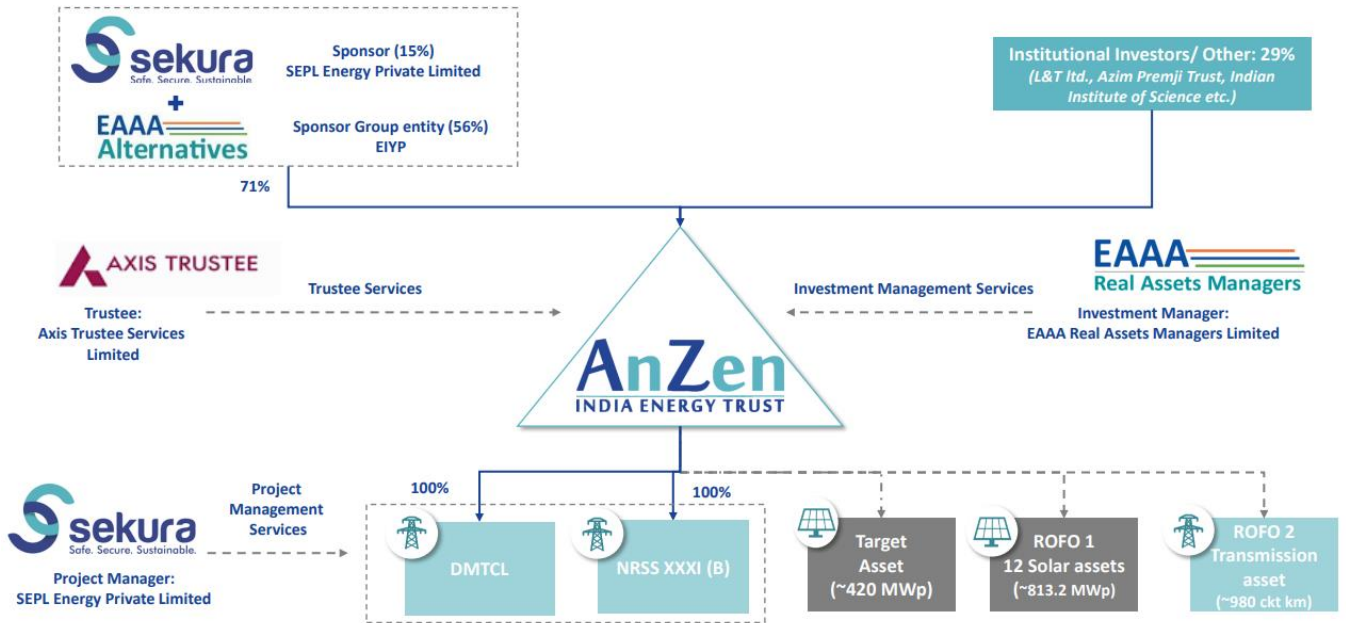 sekura
Safe. Secure. Sustainable.
+
EAAA
Alternatives
Sponsor (15%)
SEPL Energy Private Limited
Sponsor Group entity (56%)
EIYP
Institutional Investors/ Other: 29%
(L&T ltd., Azim Premji Trust, Indian
Institute of Science etc.)
71%
AXIS TRUSTEE
Trustee:
Axis Trustee Services
Limited
Trustee Services
Investment Management Services
EAAA
Real Assets Managers
Investment Manager:
EAAA Real Assets Managers Limited
AnZen
INDIA ENERGY TRUST
sekura
Safe. Secure. Sustainable.
Project Manager:
SEPL Energy Private Limited
Project
Management
Services
100%
100%
DMTCL
NRSS XXXI (B)
Target
Asset
(~420 MWp)
ROFO 1
12 Solar assets
(~813.2 MWp)
ROFO 2
Transmission
asset
(~980 ckt km)